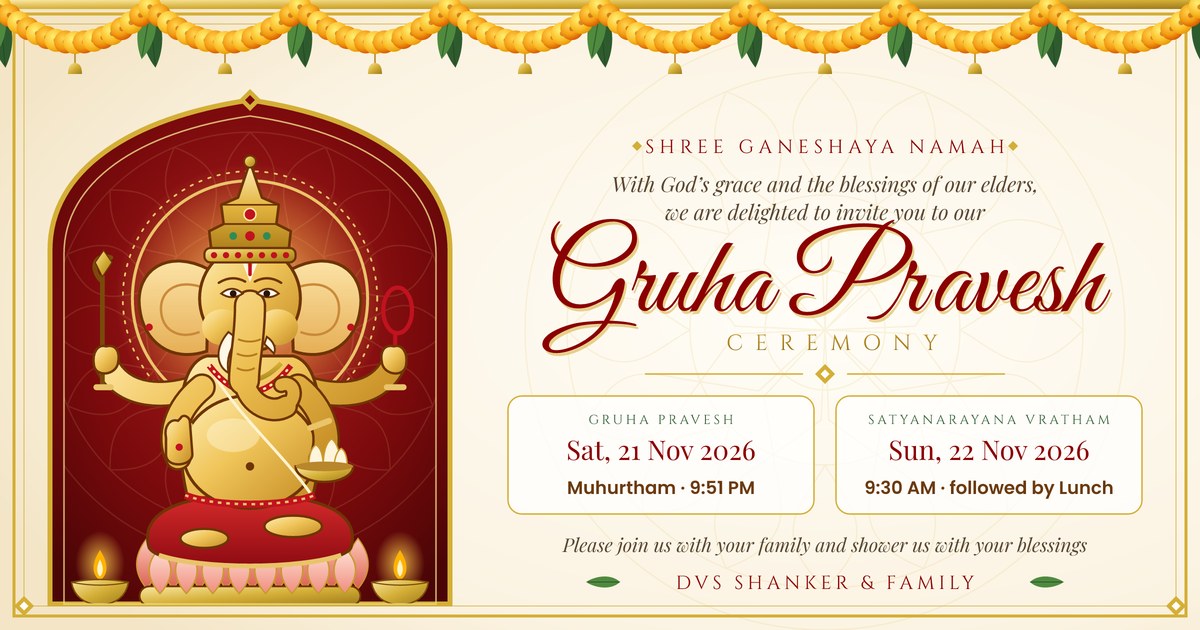 SHREE GANESHAYA NAMAH
With God's grace and the blessings of our elders,
we are delighted to invite you to our
Gruha Pravesh
CEREMONY
GRUHA PRAVESH
Sat, 21 Nov 2026
Muhurtham · 9:51 PM
SATYANARAYANA VRATHAM
Sun, 22 Nov 2026
9:30 AM · followed by Lunch
Please join us with your family and shower us with your blessings
DVS SHANKER & FAMILY